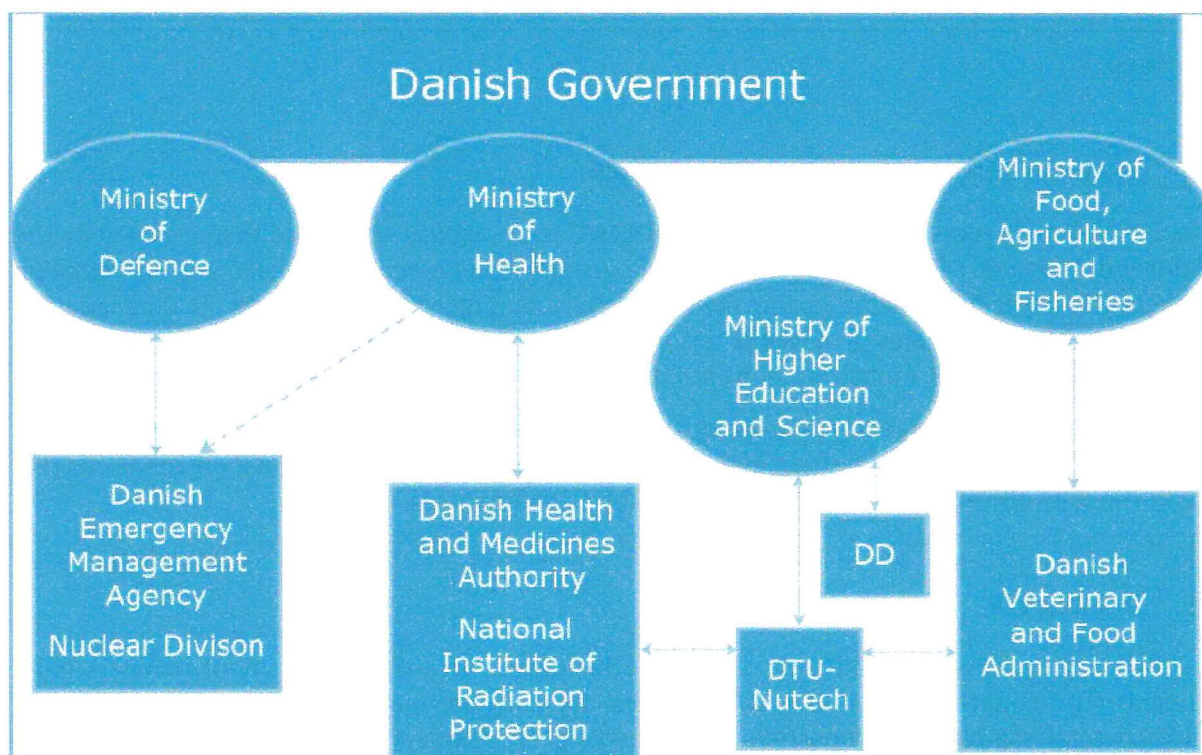 Danish Government
Ministry
of
Defence
Ministry
of
Health
Ministry of
Food,
Agriculture
and
Fisheries
Ministry of
Higher
Education
and Science
Danish
Emergency
Management
Agency
Nuclear Divison
Danish Health
and Medicines
Authority
National
Institute of
Radiation
Protection
DD
DTU-
Nutech
Danish
Veterinary
and Food
Administration